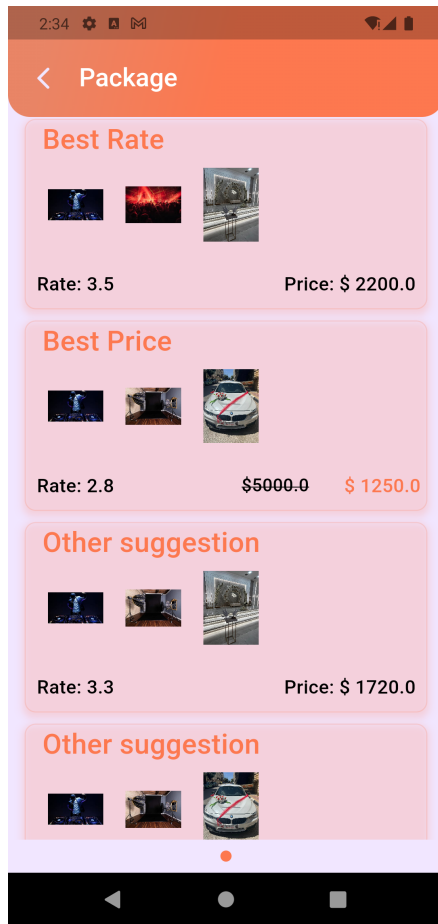 2:34
Package
Best Rate
Rate: 3.5 Price: $ 2200.0
Best Price
Rate: 2.8 $5000.0 $ 1250.0
Other suggestion
Rate: 3.3 Price: $ 1720.0
Other suggestion